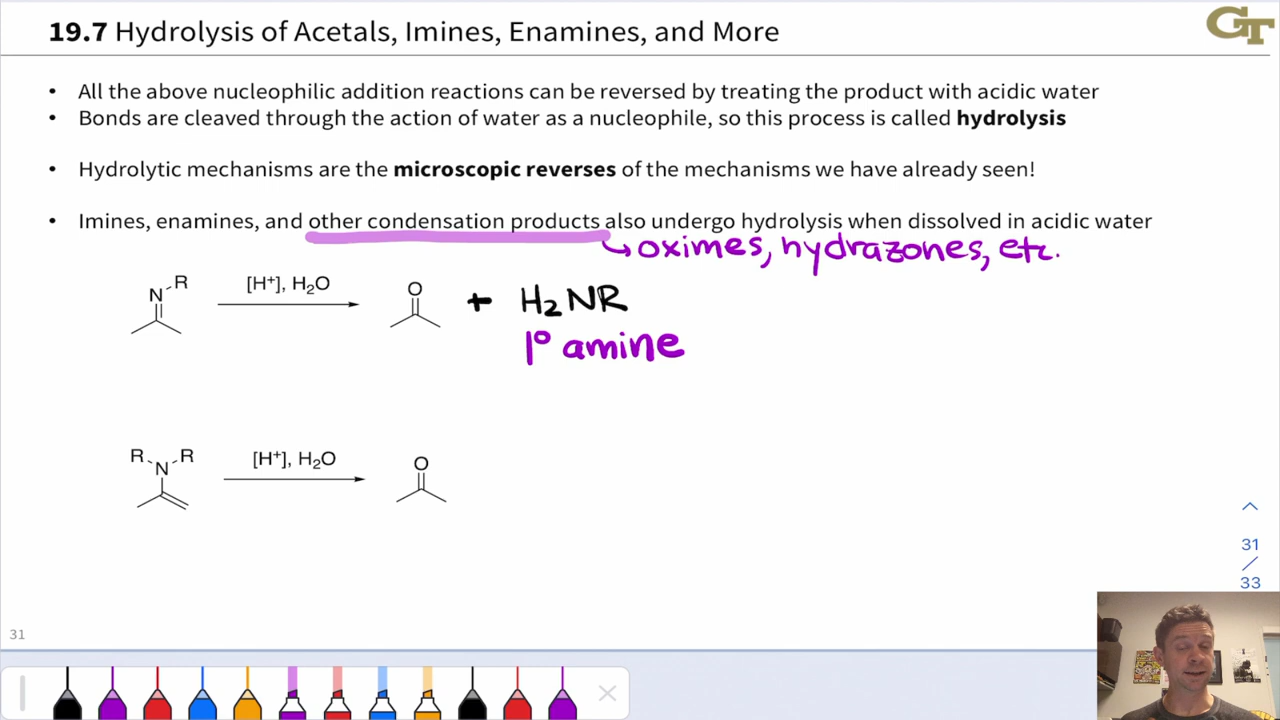 19.7 Hydrolysis of Acetals, Imines, Enamines, and More
GT
• All the above nucleophilic addition reactions can be reversed by treating the product with acidic water
• Bonds are cleaved through the action of water as a nucleophile, so this process is called hydrolysis
• Hydrolytic mechanisms are the microscopic reverses of the mechanisms we have already seen!
• Imines, enamines, and other condensation products also undergo hydrolysis when dissolved in acidic water
oximes, hydrazones, etc.
N R [H⁺], H₂O O + H₂NR
1° amine
R N R [H⁺], H₂O O
31
/
33
31